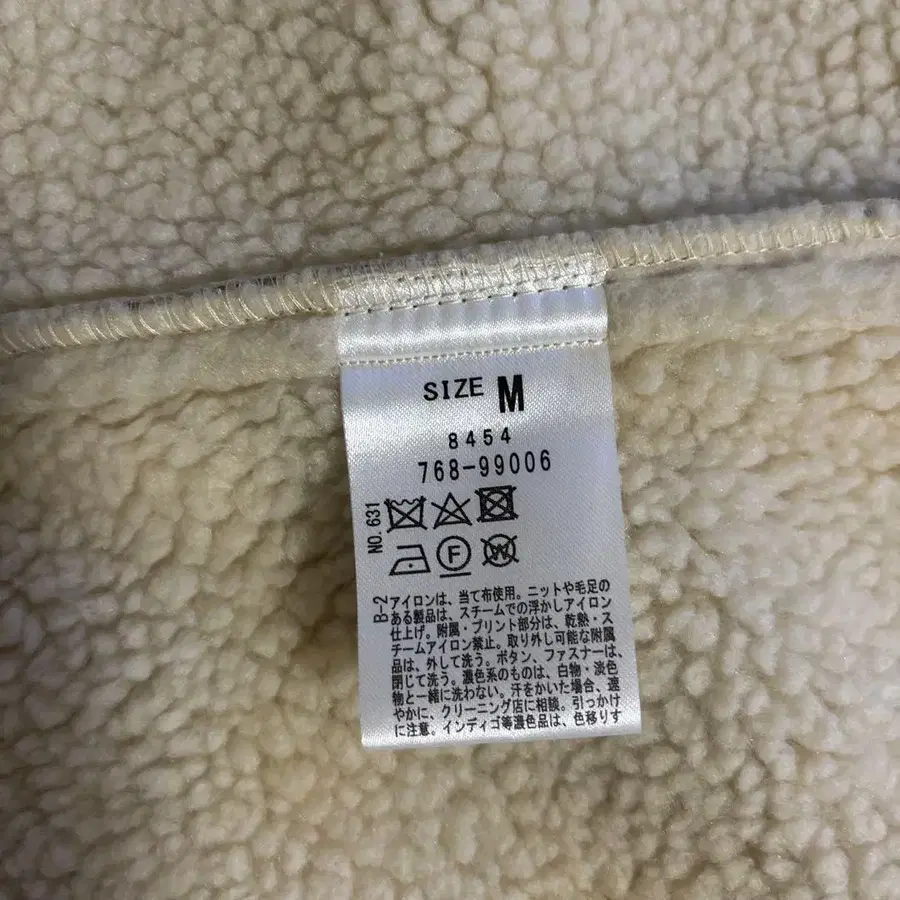 SIZE M
8454
768-99006
NO.631
F
W
B-2
アイロンは、当て布使用。ニットや毛足の
ある製品は、スチームでの浮かしアイロン
仕上げ。附属・プリント部分は、乾熱・ス
チームアイロン禁止。取り外し可能な附属
品は、外して洗う。ボタン、ファスナーは、
閉じて洗う。濃色系のものは、白物・淡色
物と一緒に洗わない。汗をかいた場合、速
やかに、クリーニング店に相談。引っかけ
に注意。インディゴ等濃色品は、色移りす